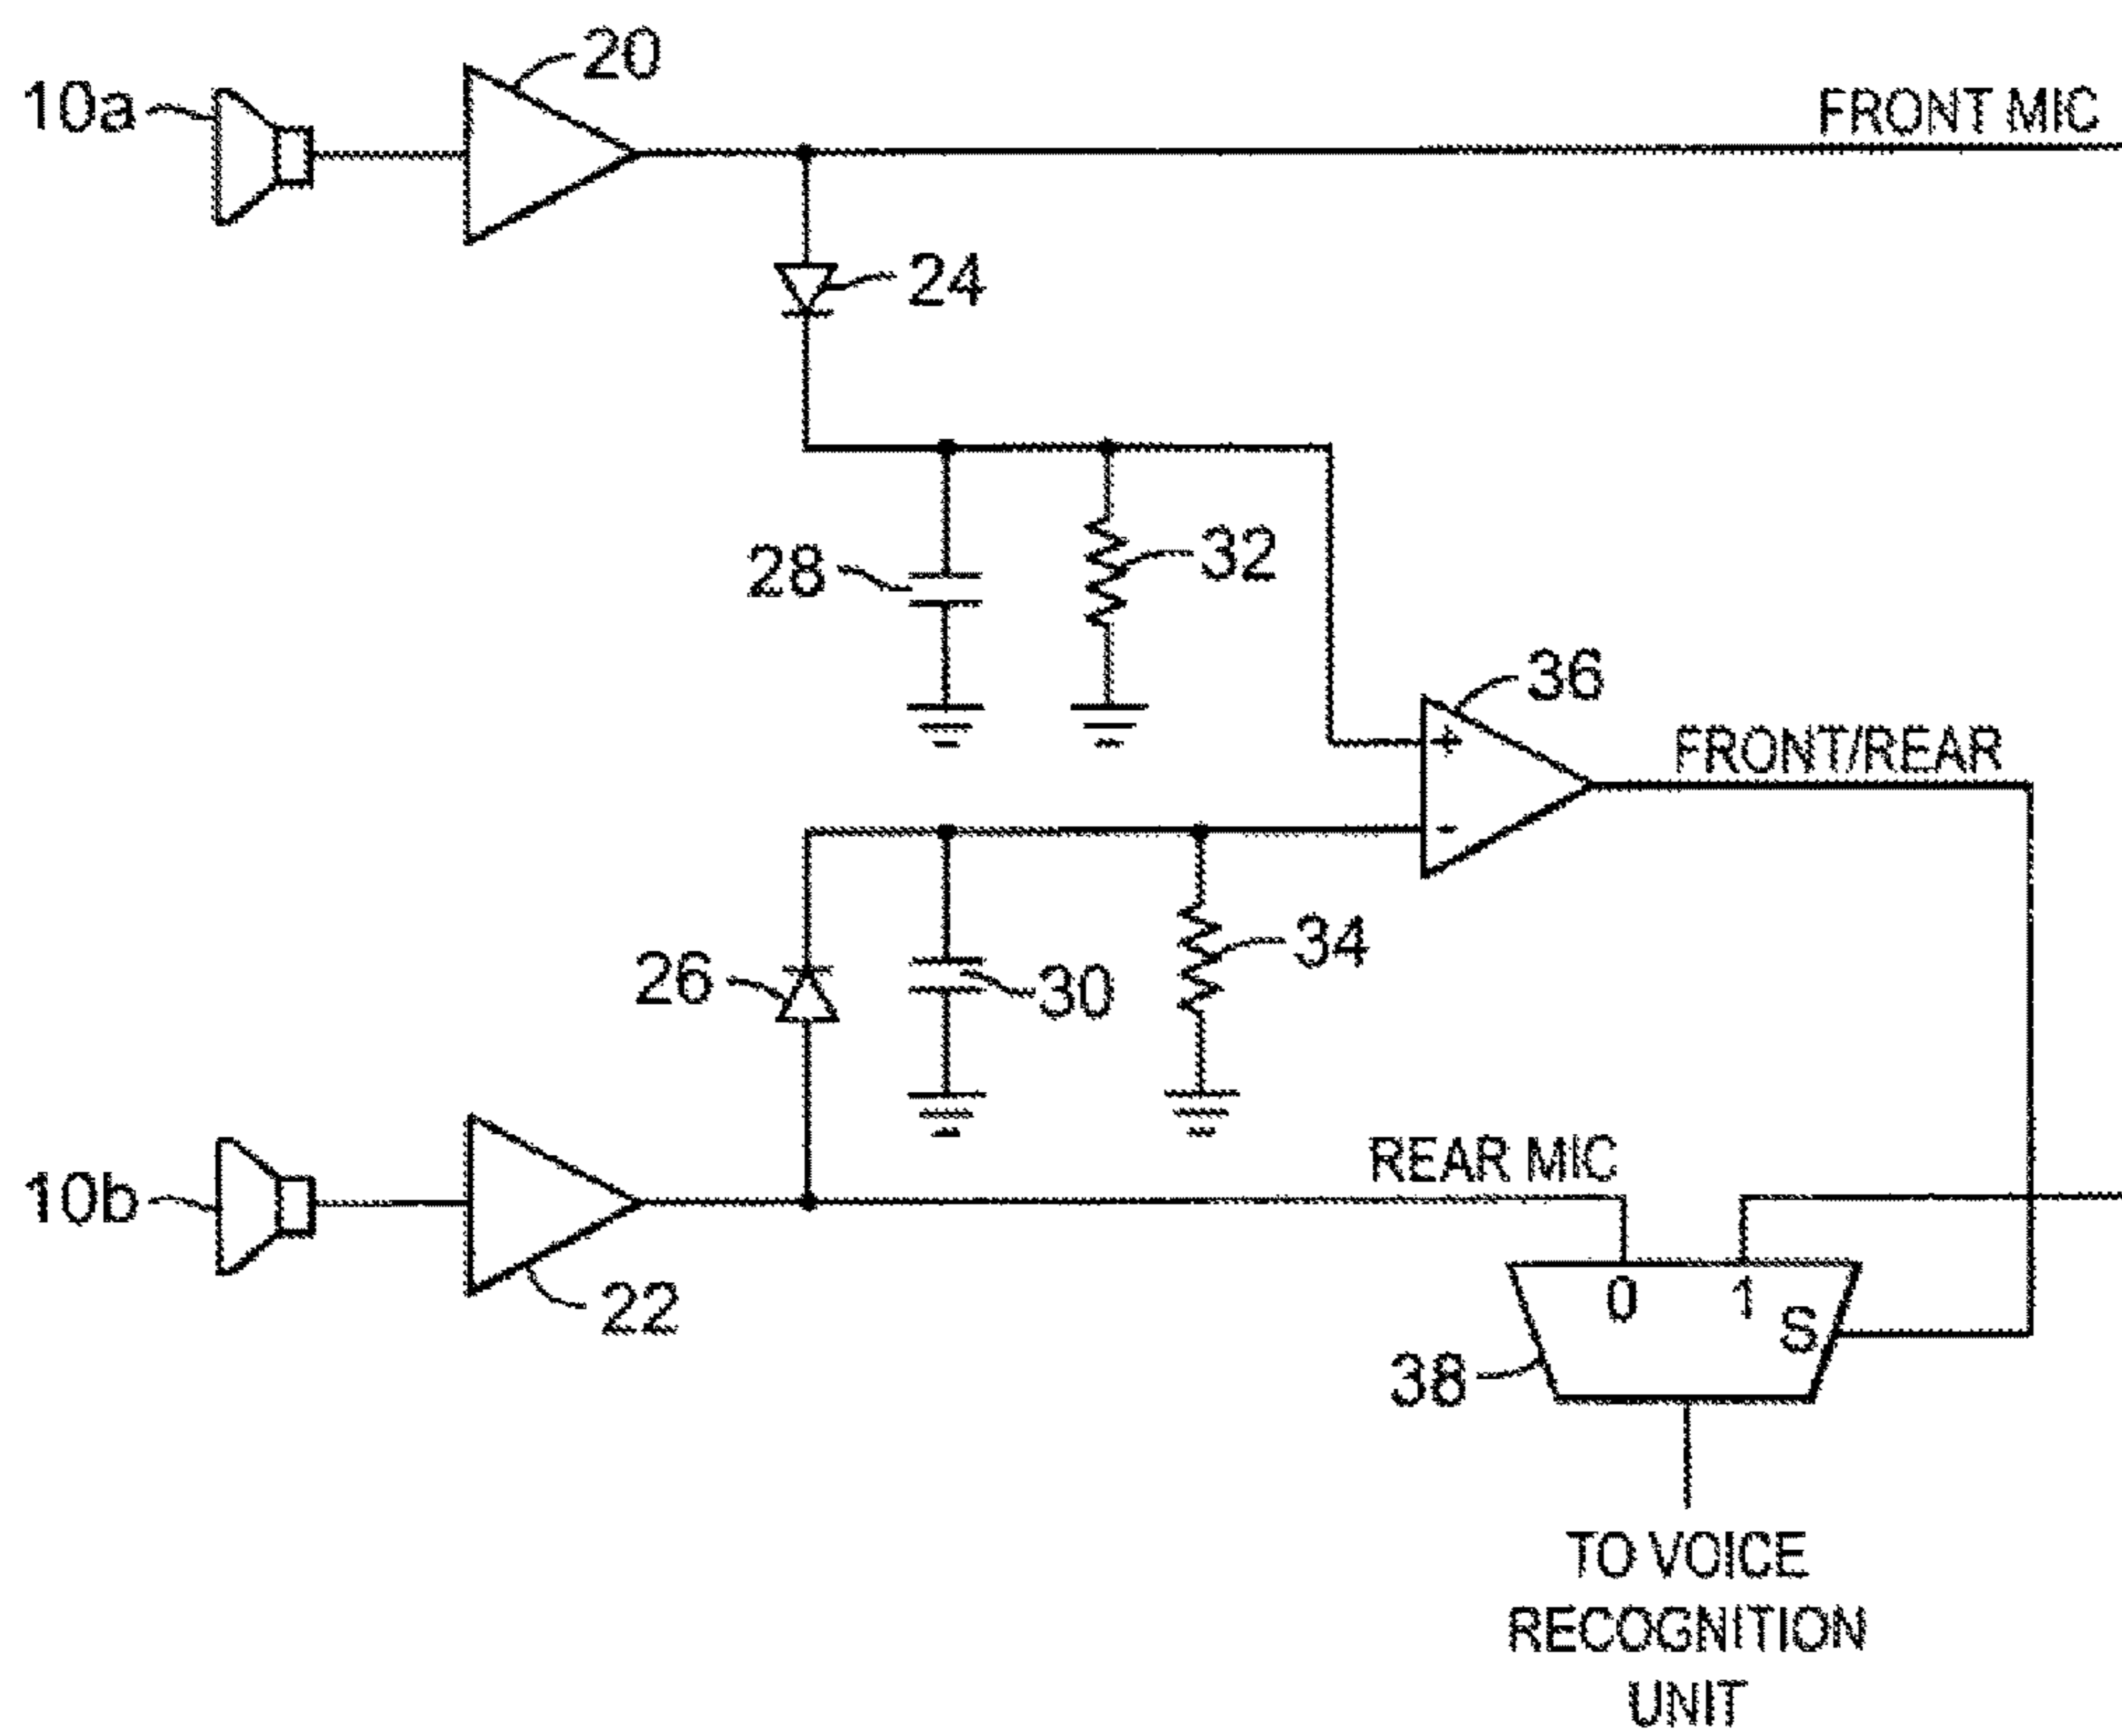 10a
20
FRONT MIC
24
28
32
36
FRONT/REAR
+
-
26
30
34
10b
22
REAR MIC
0
1
S
38
TO VOICE
RECOGNITION
UNIT